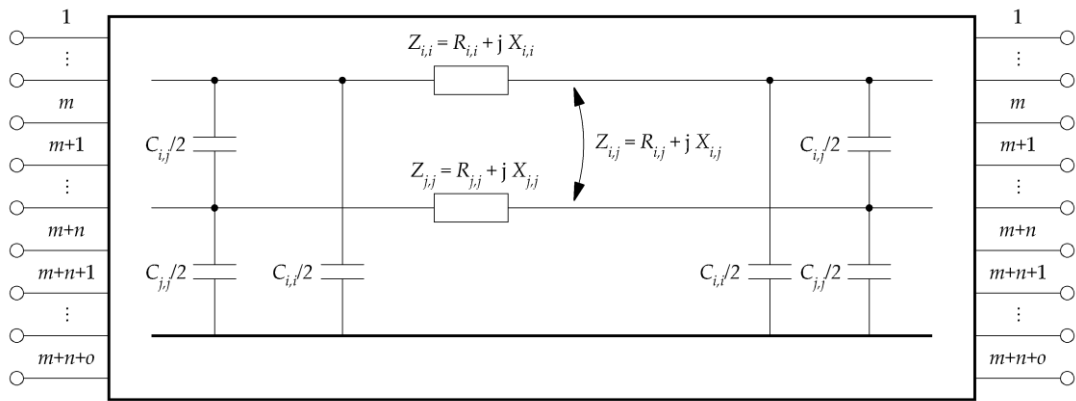 1
⋮
m
m+1
⋮
m+n
m+n+1
⋮
m+n+o
Z_{i,i} = R_{i,i} + j X_{i,i}
C_{i,j}/2
Z_{i,j} = R_{i,j} + j X_{i,j}
C_{i,j}/2
Z_{j,j} = R_{j,j} + j X_{j,j}
C_{j,j}/2
C_{i,i}/2
C_{i,i}/2
C_{j,j}/2
1
⋮
m
m+1
⋮
m+n
m+n+1
⋮
m+n+o